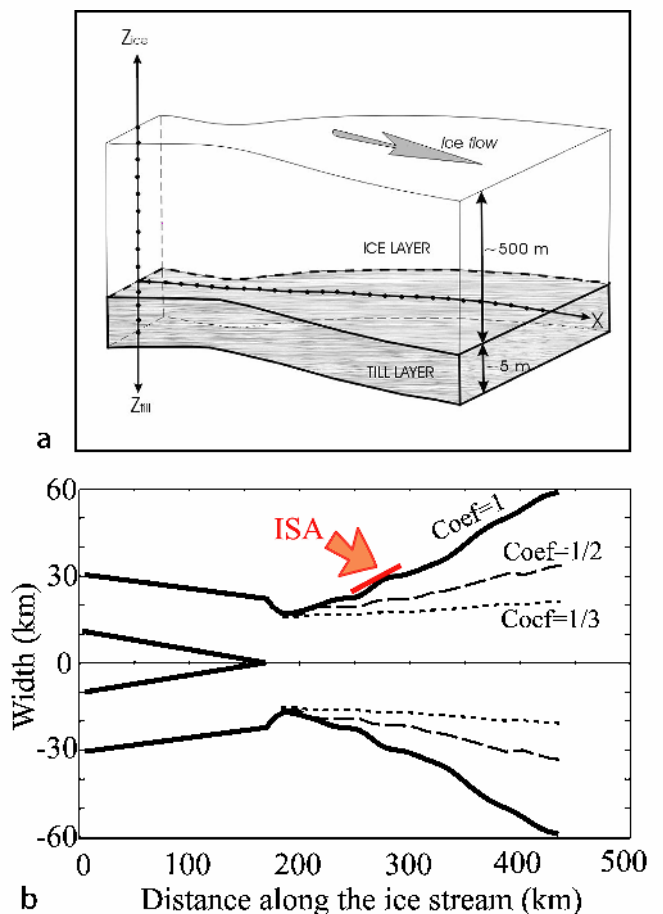 Zice
Ice flow
ICE LAYER
~500 m
X
TILL LAYER
~5 m
Ztill
a
60
30
0
-30
-60
Width (km)
ISA
Coef=1
Coef=1/2
Cocf=1/3
0 100 200 300 400 500
b Distance along the ice stream (km)